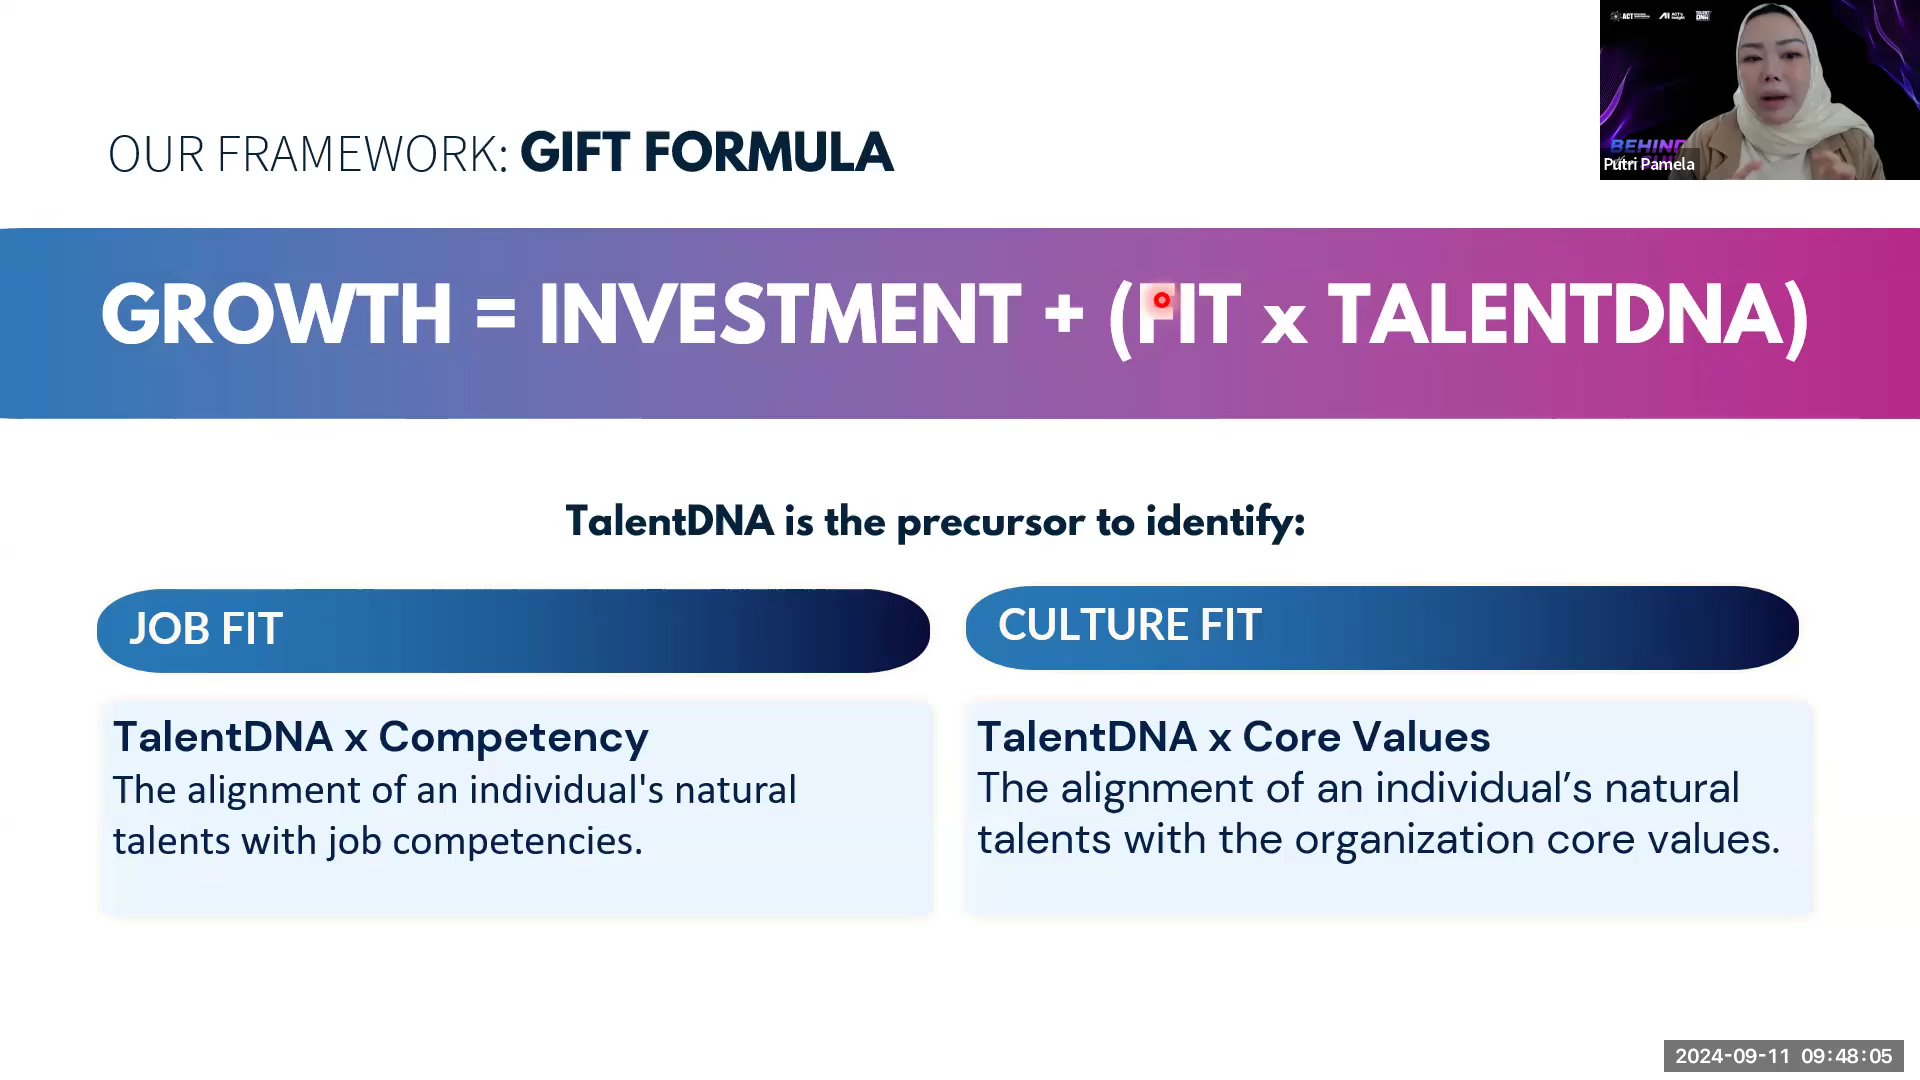 OUR FRAMEWORK: GIFT FORMULA
GROWTH = INVESTMENT + (FIT x TALENTDNA)
TalentDNA is the precursor to identify:
JOB FIT
TalentDNA x Competency
The alignment of an individual's natural
talents with job competencies.
CULTURE FIT
TalentDNA x Core Values
The alignment of an individual’s natural
talents with the organization core values.
ACT
BEHIND
Putri Pamela
2024-09-11 09:48:05